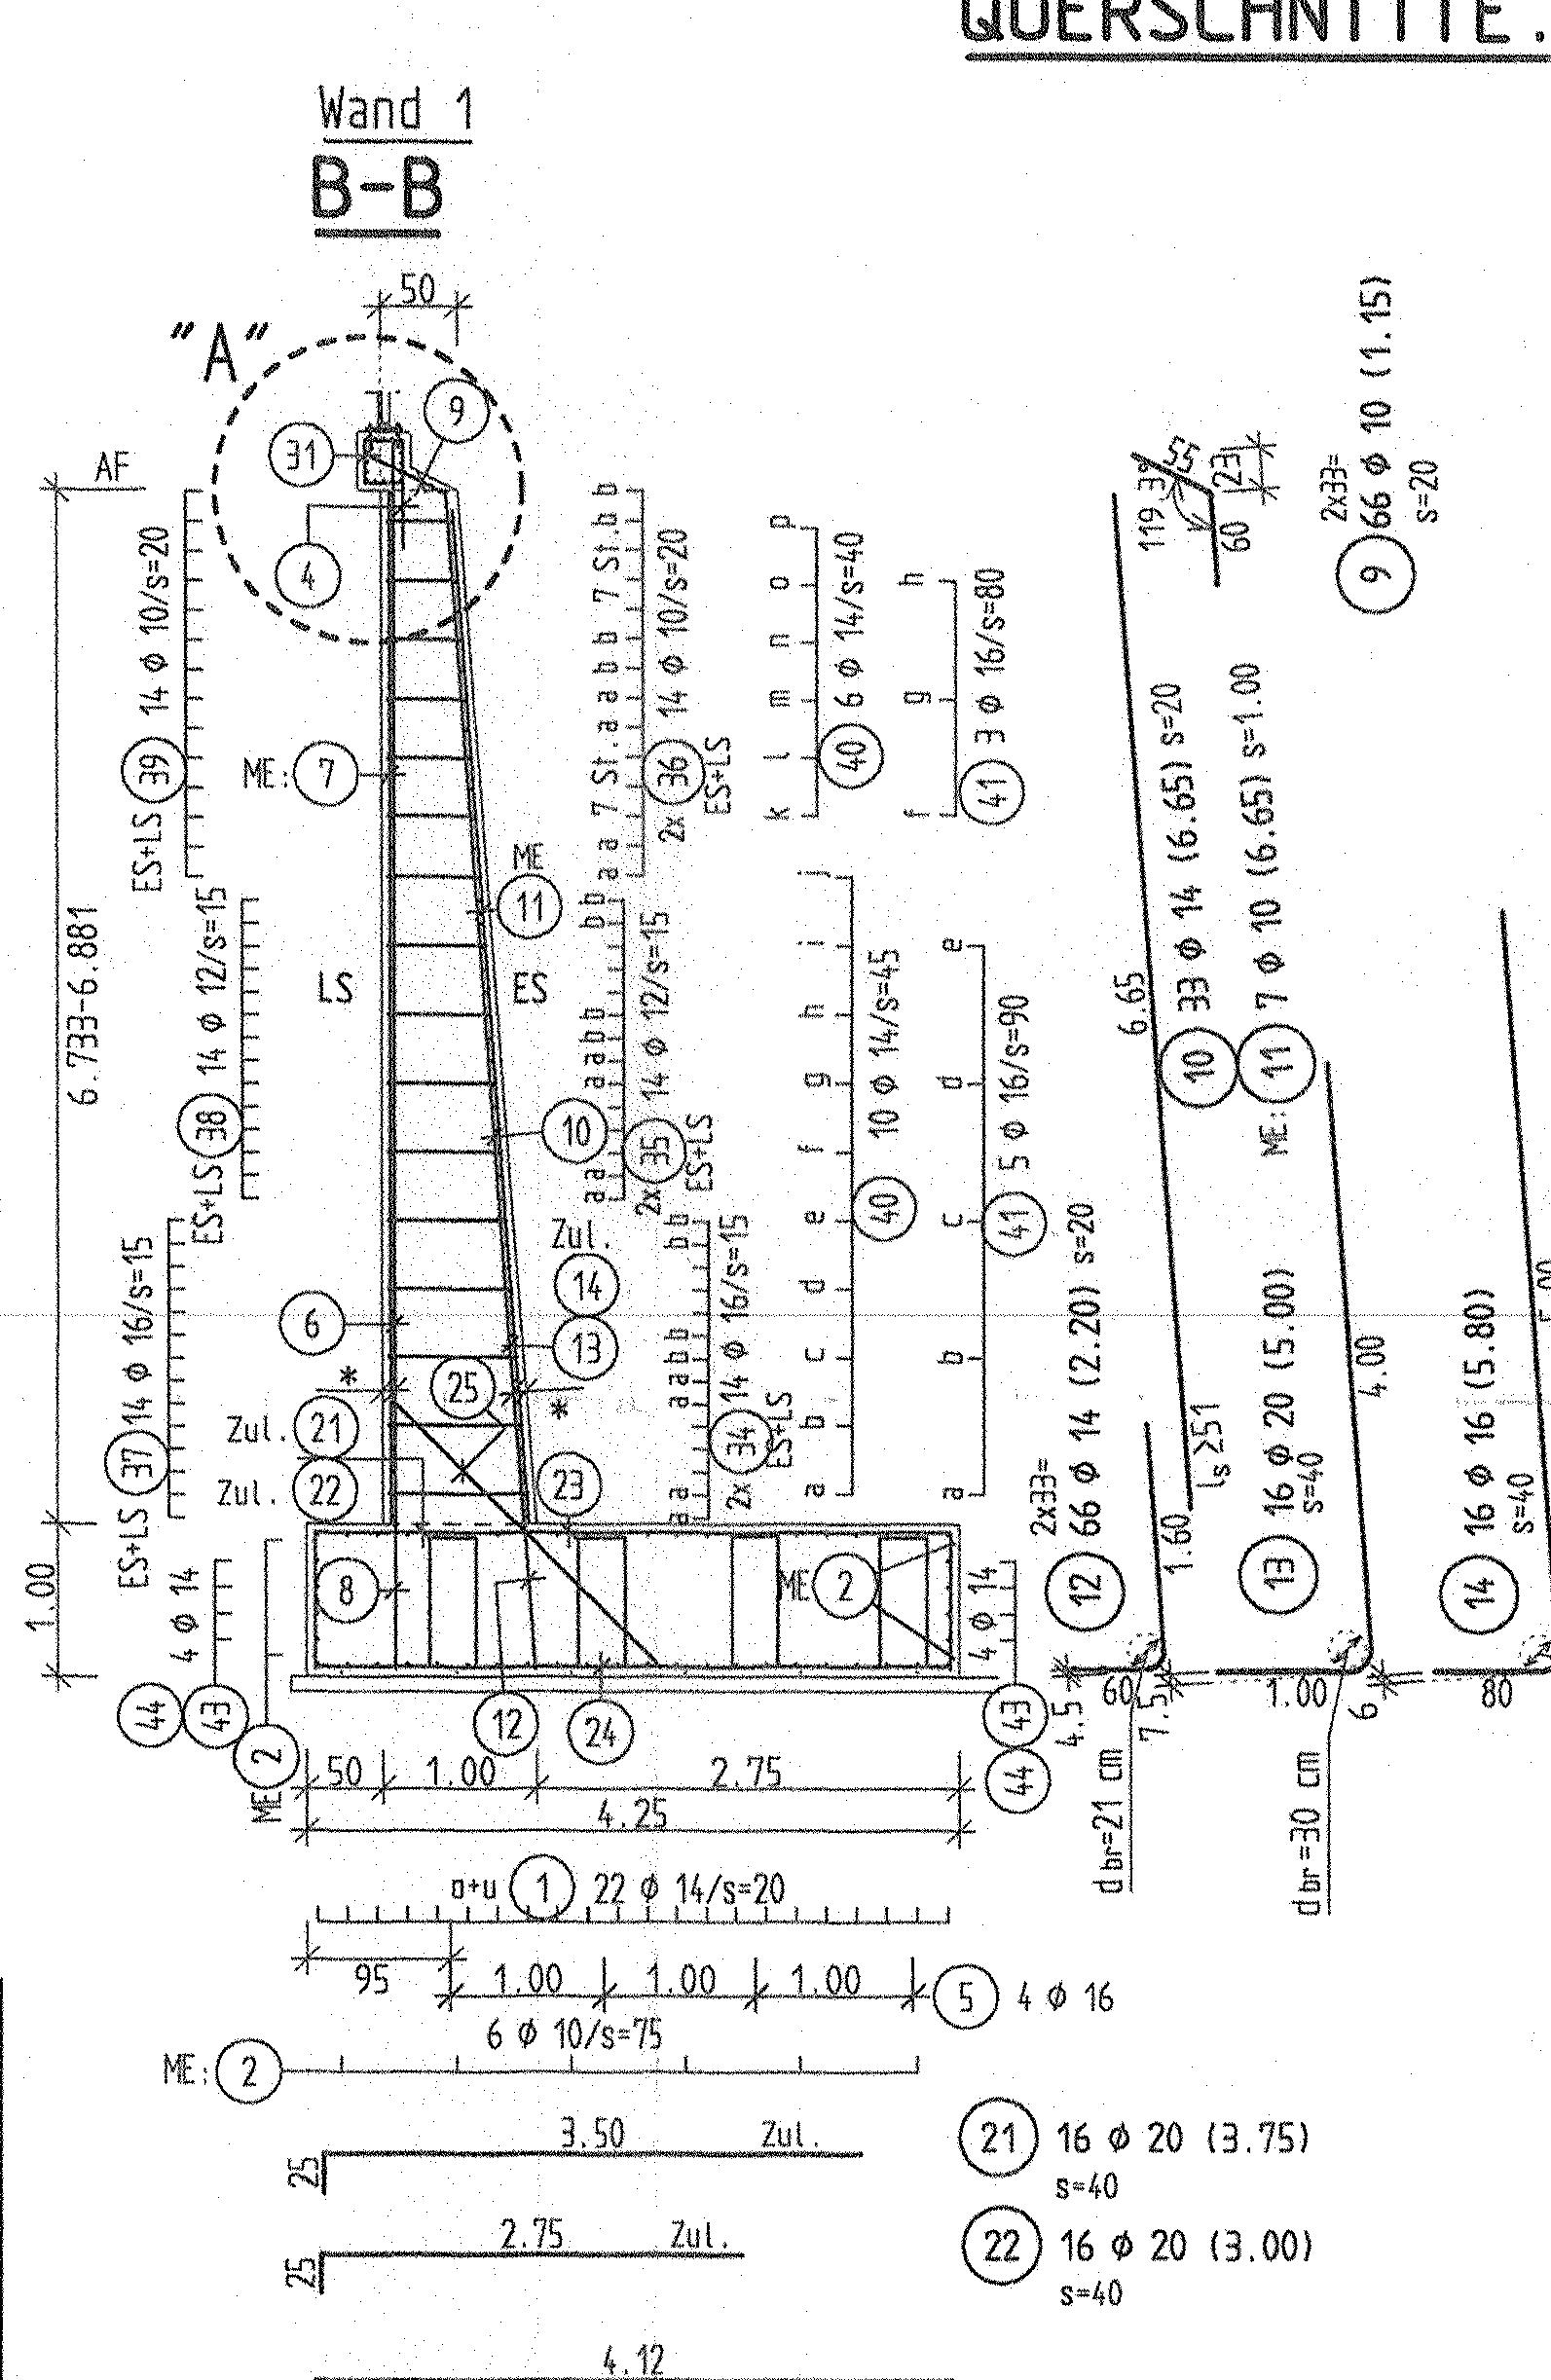 QUERSCHNITTE.
Wand 1
B-B
50
"A"
9
31
AF
4
ES+LS 39 14 ϕ 10/s=20
ME: 7
6.733-6.881
ES+LS 38 14 ϕ 12/s=15
LS
ES
ME
11
10
Zul.
14
13
6
25
*
*
Zul. 21
Zul. 22
23
ES+LS 37 14 ϕ 16/s=15
1.00
8
ME 2
4 ϕ 14
44 43
ME 2
12
24
4 ϕ 14
43
44
a a 7 St. a a b b 7 St. b b
2x 36 14 ϕ 10/s=20
ES+LS
aa aabb bb
2x 35 14 ϕ 12/s=15
ES+LS
aa aabb bb
2x 34 14 ϕ 16/s=15
ES+LS
k l m n o p
40 6 ϕ 14/s=40
f g h
41 3 ϕ 16/s=80
a b c d e f g h i j
40 10 ϕ 14/s=45
a b c d e
41 5 ϕ 16/s=90
50 1.00 2.75
4.25
o+u 1 22 ϕ 14/s=20
95 1.00 1.00 1.00 5 4 ϕ 16
6 ϕ 10/s=75
ME: 2
3.50 Zul.
25
21 16 ϕ 20 (3.75)
s=40
2.75 Zul.
25
22 16 ϕ 20 (3.00)
s=40
4.12
119.3°
55
23
60
2x33=
9 66 ϕ 10 (1.15)
s=20
6.65
10 33 ϕ 14 (6.65) s=20
ME: 11 7 ϕ 10 (6.65) s=1.00
ls ≥51
2x33=
12 66 ϕ 14 (2.20) s=20
1.60
4.5
60
7.5
dbr=21 cm
13 16 ϕ 20 (5.00)
s=40
4.00
1.00
6
dbr=30 cm
14 16 ϕ 16 (5.80)
s=40
80